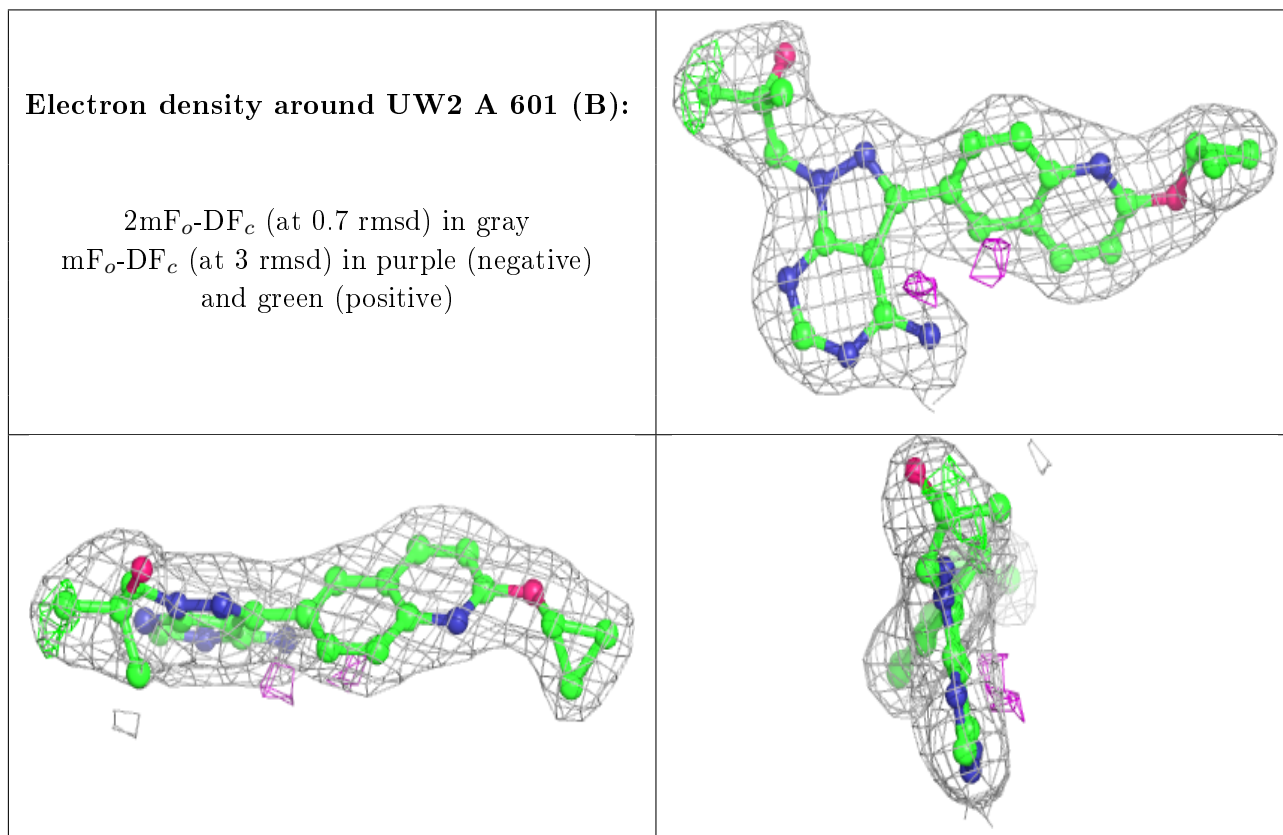 Electron density around UW2 A 601 (B):
2mFo-DFc (at 0.7 rmsd) in gray
mFo-DFc (at 3 rmsd) in purple (negative)
and green (positive)